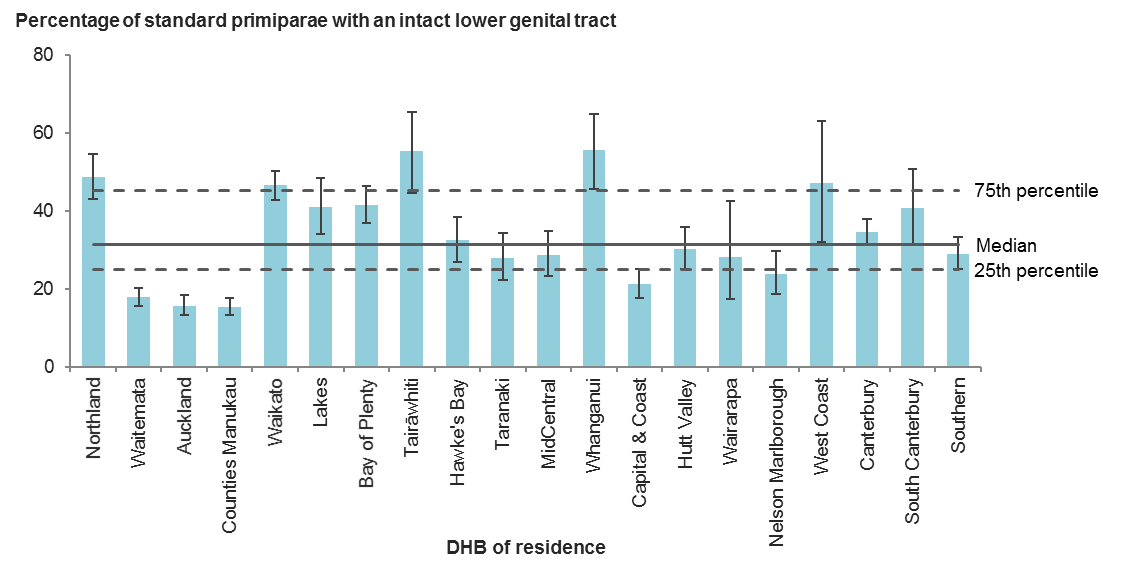 Percentage of standard primiparae with an intact lower genital tract
80
60
40
20
0
75th percentile
Median
25th percentile
Northland
Waitemata
Auckland
Counties Manukau
Waikato
Lakes
Bay of Plenty
Tairāwhiti
Hawke's Bay
Taranaki
MidCentral
Whanganui
Capital & Coast
Hutt Valley
Wairarapa
Nelson Marlborough
West Coast
Canterbury
South Canterbury
Southern
DHB of residence